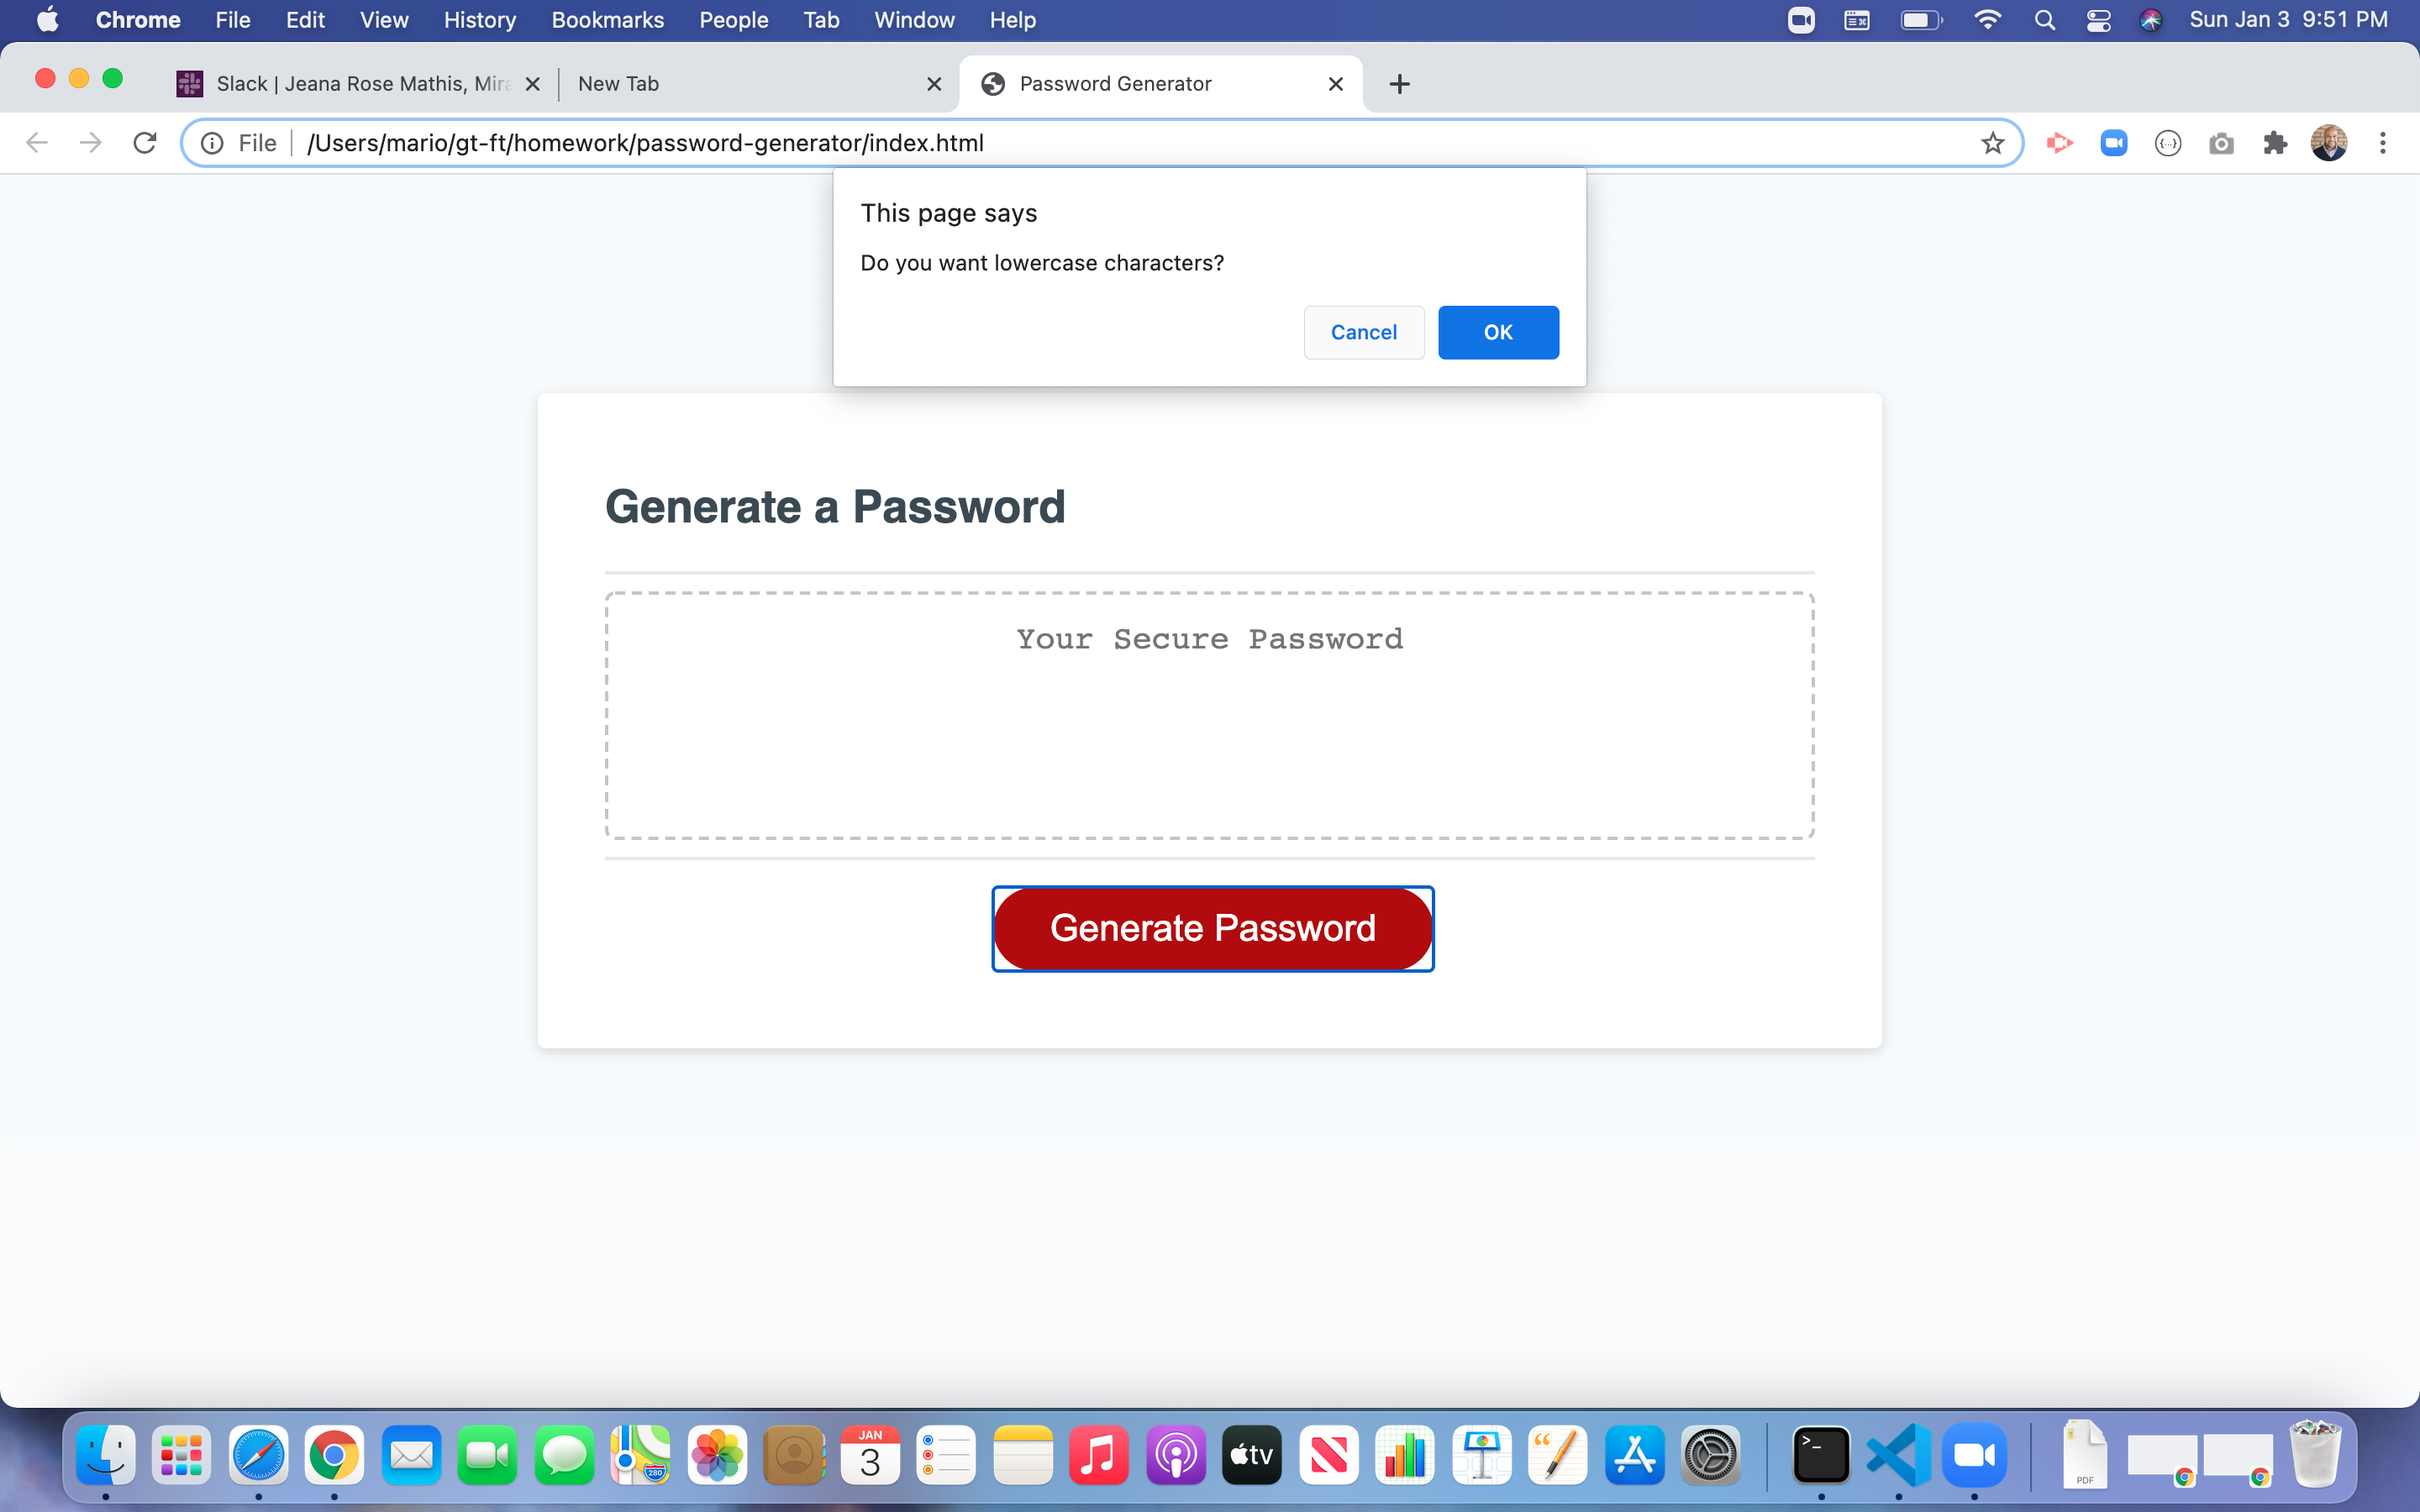 Chrome File Edit View History Bookmarks People Tab Window Help Sun Jan 3 9:51 PM
Slack | Jeana Rose Mathis, Mira New Tab Password Generator
File /Users/mario/gt-ft/homework/password-generator/index.html
This page says
Do you want lowercase characters?
Cancel OK
Generate a Password
Your Secure Password
Generate Password
JAN
3
280
tv
PDF